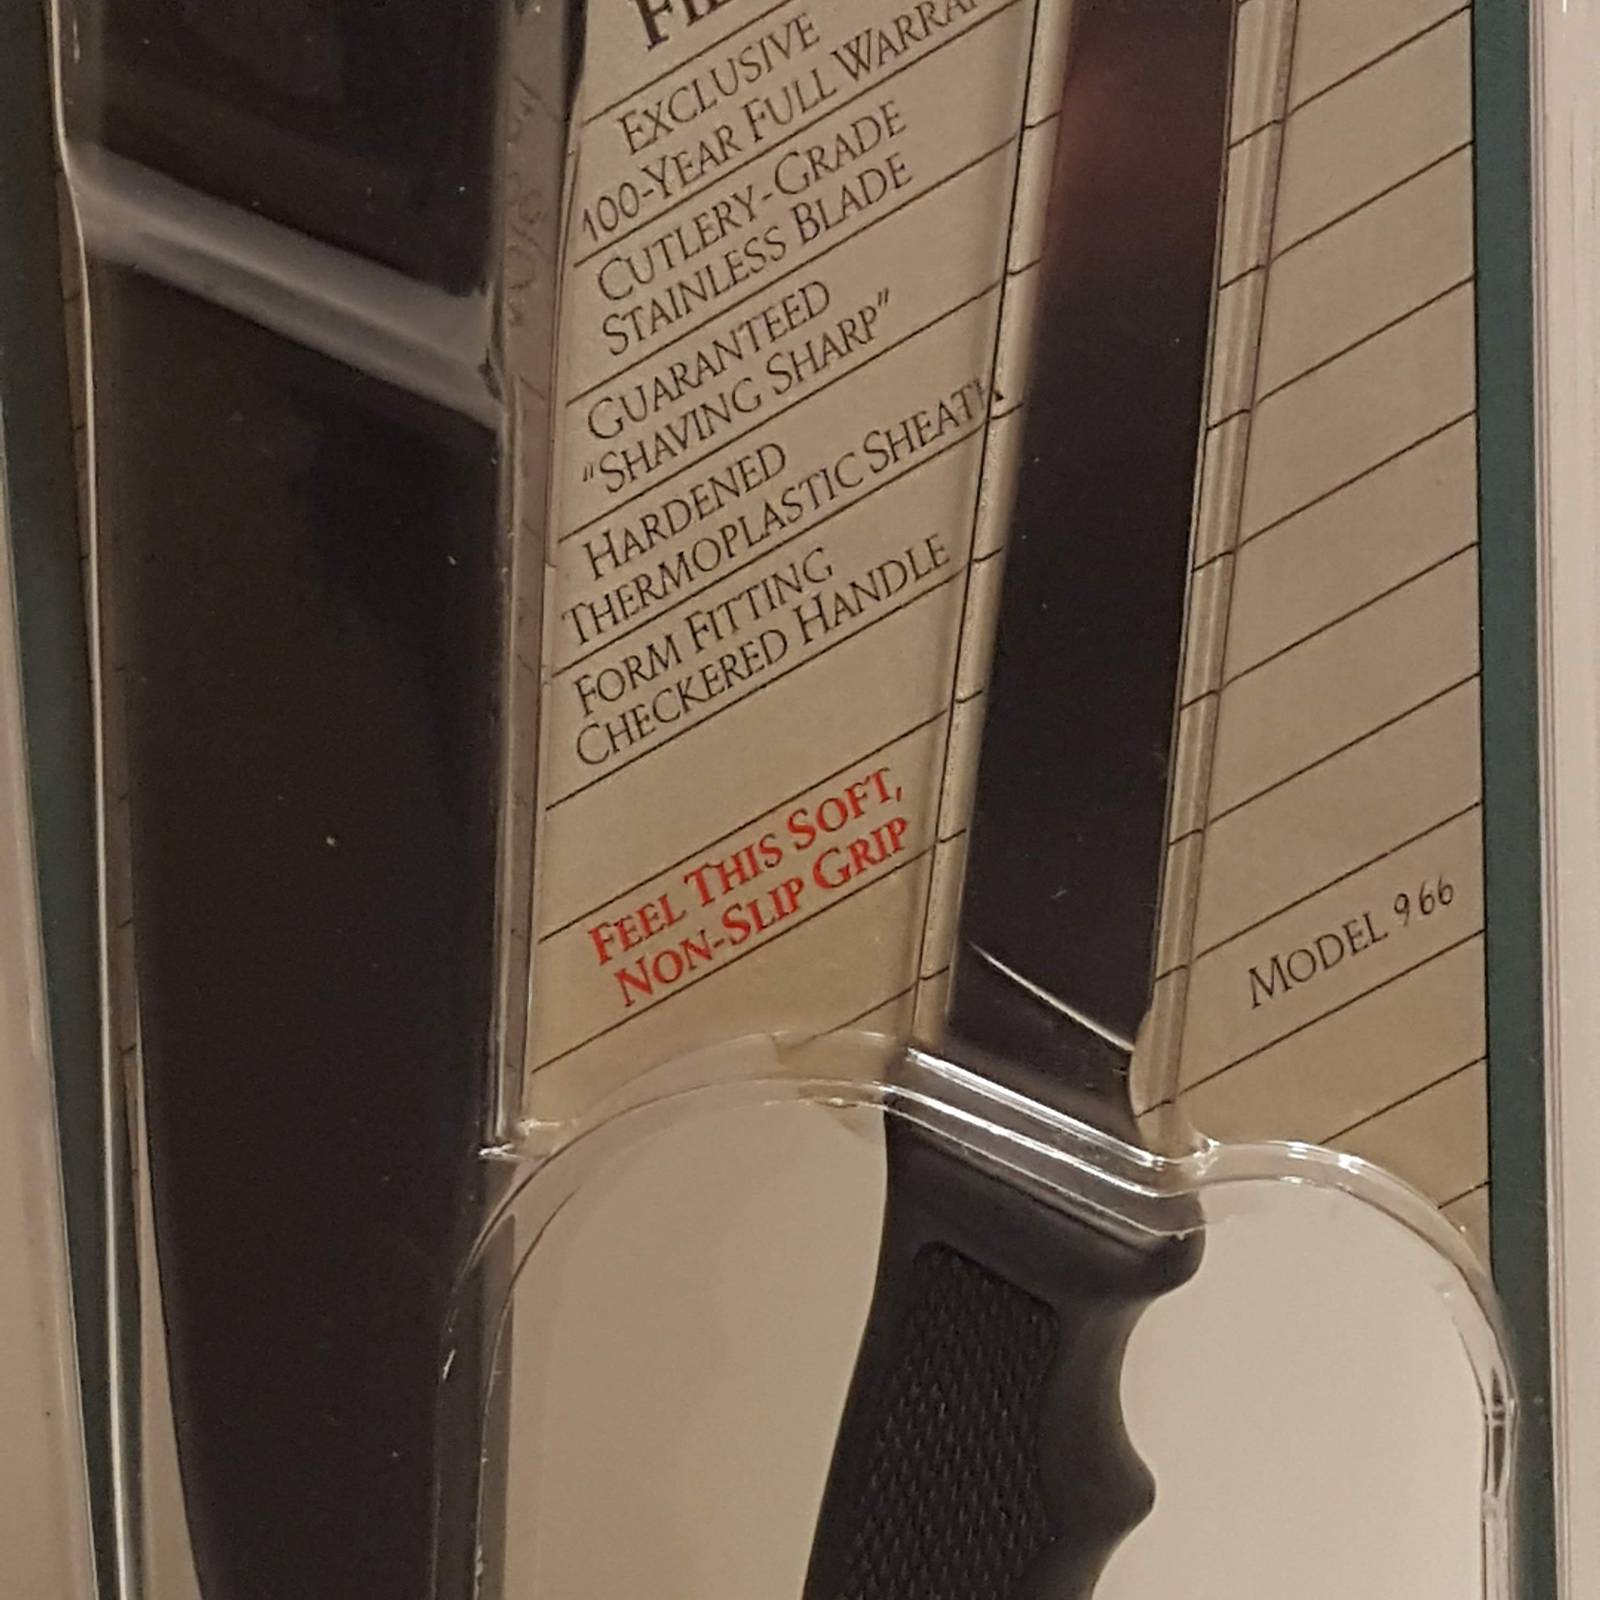 EXCLUSIVE
100-YEAR FULL
CUTLERY-GRADE
STAINLESS BLADE
GUARANTEED
"SHAVING SHARP"
HARDENED
THERMOPLASTIC SHEATH
FORM FITTING
CHECKERED HANDLE
FEEL THIS SOFT,
NON-SLIP GRIP
MODEL 966